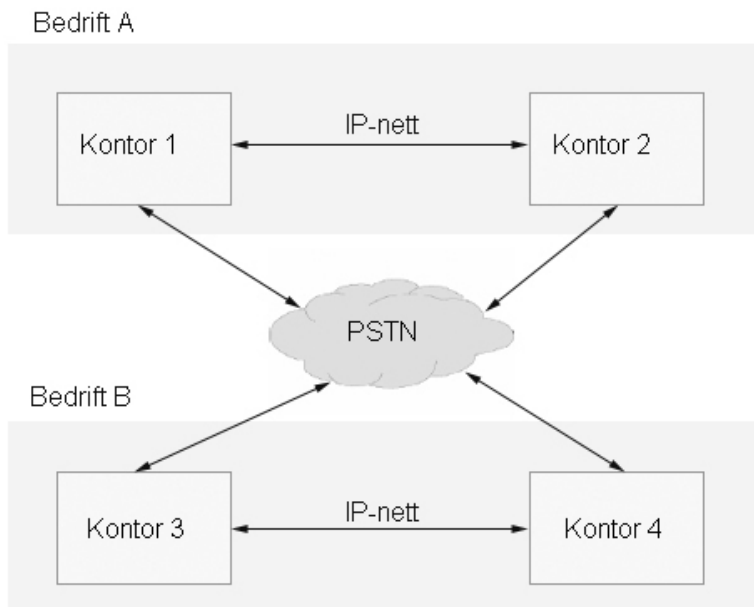 Bedrift A
Kontor 1
IP-nett
Kontor 2
PSTN
Bedrift B
Kontor 3
IP-nett
Kontor 4